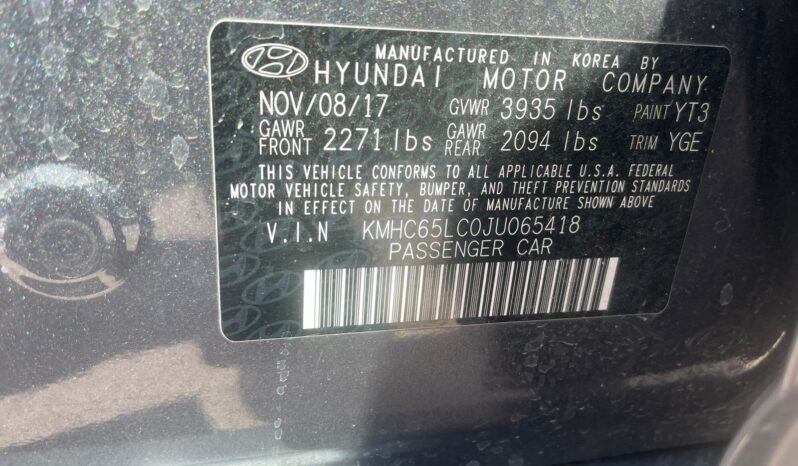 MANUFACTURED IN KOREA BY
HYUNDAI MOTOR COMPANY
NOV/08/17 GVWR 3935 lbs PAINT YT3
GAWR FRONT 2271 lbs GAWR REAR 2094 lbs TRIM YGE
THIS VEHICLE CONFORMS TO ALL APPLICABLE U.S.A. FEDERAL
MOTOR VEHICLE SAFETY, BUMPER, AND THEFT PREVENTION STANDARDS
IN EFFECT ON THE DATE OF MANUFACTURE SHOWN ABOVE
V.I.N KMHC65LC0JU065418
PASSENGER CAR